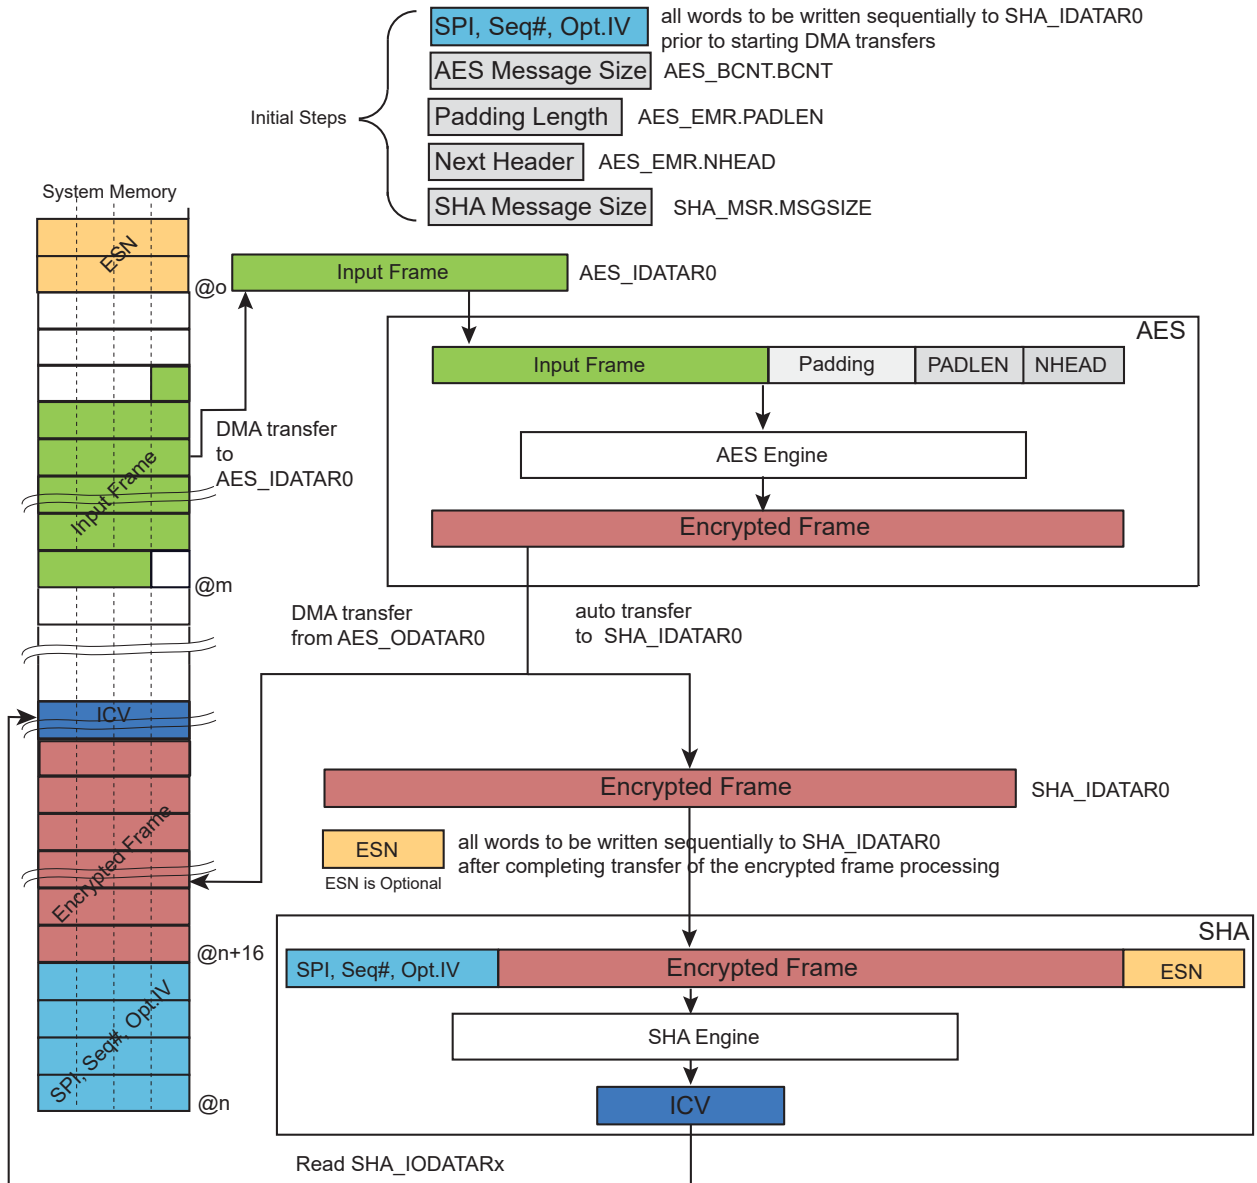 SPI, Seq#, Opt.IV
all words to be written sequentially to SHA_IDATAR0
prior to starting DMA transfers
AES Message Size
AES_BCNT.BCNT
Initial Steps
Padding Length
AES_EMR.PADLEN
Next Header
AES_EMR.NHEAD
SHA Message Size
SHA_MSR.MSGSIZE
System Memory
ESN
@o
Input Frame
AES_IDATAR0
AES
Input Frame
Padding
PADLEN
NHEAD
DMA transfer
to
AES_IDATAR0
AES Engine
Input Frame
Encrypted Frame
@m
DMA transfer
from AES_ODATAR0
auto transfer
to SHA_IDATAR0
ICV
Encrypted Frame
SHA_IDATAR0
ESN
ESN is Optional
all words to be written sequentially to SHA_IDATAR0
after completing transfer of the encrypted frame processing
Encrypted Frame
@n+16
SHA
SPI, Seq#, Opt.IV
Encrypted Frame
ESN
SPI, Seq#, Opt.IV
SHA Engine
@n
ICV
Read SHA_IODATARx